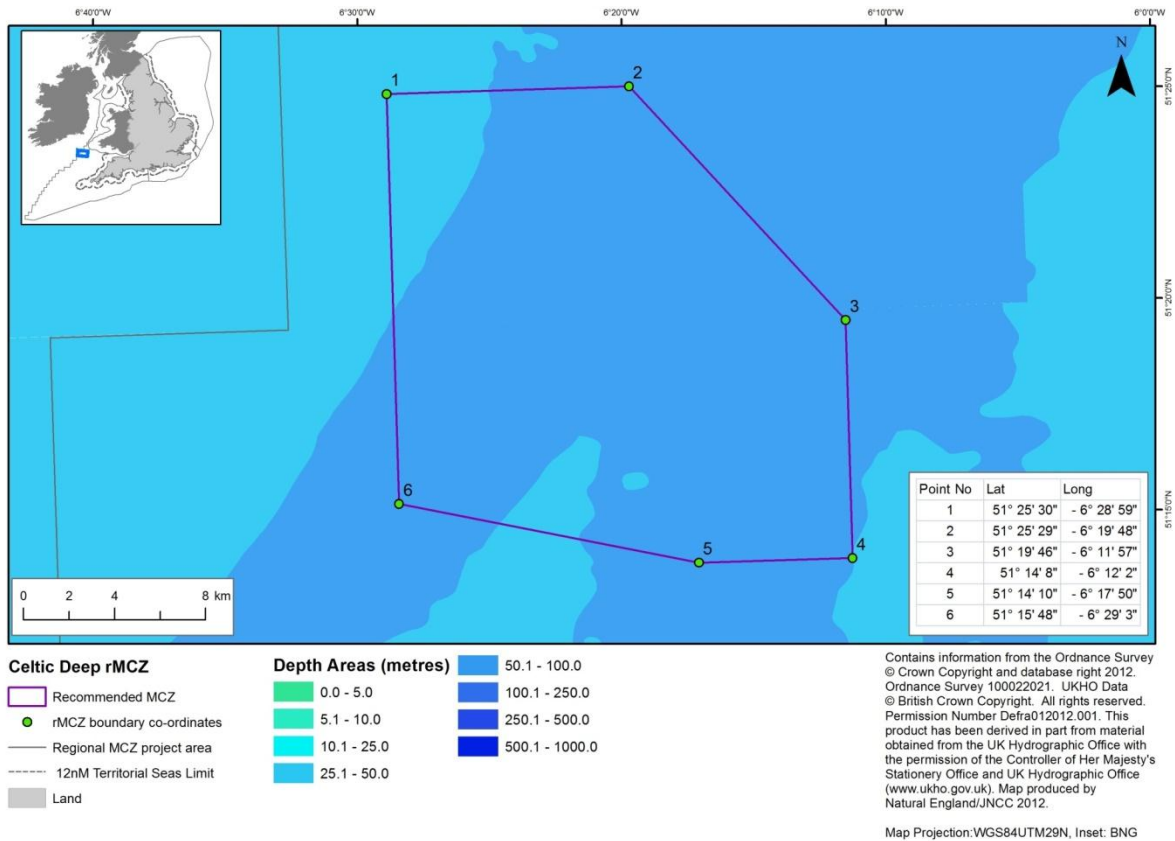 6°40'0"W 6°30'0"W 6°20'0"W 6°10'0"W 6°0'0"W
N
1
2
51°25'0"N
3
51°20'0"N
6
51°15'0"N
5
4
Point No Lat Long
1 51° 25' 30" - 6° 28' 59"
2 51° 25' 29" - 6° 19' 48"
3 51° 19' 46" - 6° 11' 57"
4 51° 14' 8" - 6° 12' 2"
5 51° 14' 10" - 6° 17' 50"
6 51° 15' 48" - 6° 29' 3"
0 2 4 8 km
Celtic Deep rMCZ
Recommended MCZ
rMCZ boundary co-ordinates
Regional MCZ project area
12nM Territorial Seas Limit
Land
Depth Areas (metres)
0.0 - 5.0
5.1 - 10.0
10.1 - 25.0
25.1 - 50.0
50.1 - 100.0
100.1 - 250.0
250.1 - 500.0
500.1 - 1000.0
Contains information from the Ordnance Survey
© Crown Copyright and database right 2012.
Ordnance Survey 100022021. UKHO Data
© British Crown Copyright. All rights reserved.
Permission Number Defra012012.001. This
product has been derived in part from material
obtained from the UK Hydrographic Office with
the permission of the Controller of Her Majesty's
Stationery Office and UK Hydrographic Office
(www.ukho.gov.uk). Map produced by
Natural England/JNCC 2012.
Map Projection:WGS84UTM29N, Inset: BNG